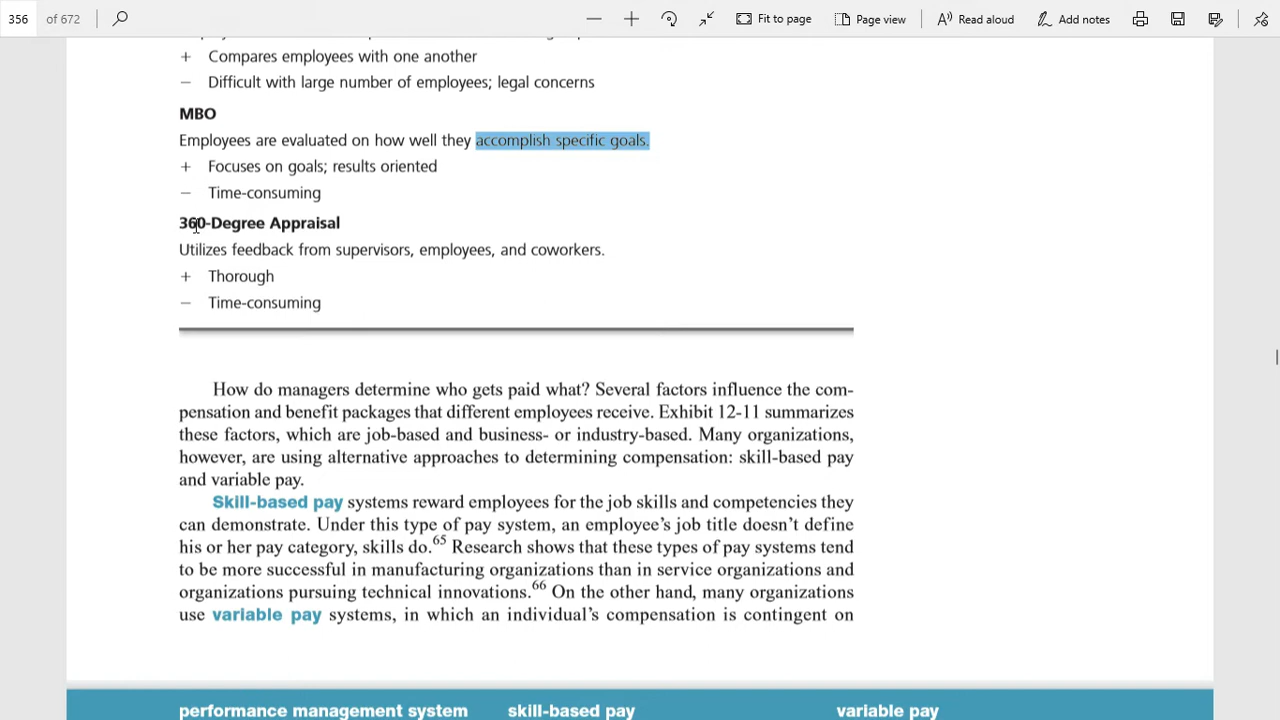 356 of 672 Fit to page Page view Read aloud Add notes
+ Compares employees with one another
− Difficult with large number of employees; legal concerns
MBO
Employees are evaluated on how well they accomplish specific goals.
+ Focuses on goals; results oriented
− Time-consuming
360-Degree Appraisal
Utilizes feedback from supervisors, employees, and coworkers.
+ Thorough
− Time-consuming
How do managers determine who gets paid what? Several factors influence the com-
pensation and benefit packages that different employees receive. Exhibit 12-11 summarizes
these factors, which are job-based and business- or industry-based. Many organizations,
however, are using alternative approaches to determining compensation: skill-based pay
and variable pay.
Skill-based pay systems reward employees for the job skills and competencies they
can demonstrate. Under this type of pay system, an employee’s job title doesn’t define
his or her pay category, skills do.65 Research shows that these types of pay systems tend
to be more successful in manufacturing organizations than in service organizations and
organizations pursuing technical innovations.66 On the other hand, many organizations
use variable pay systems, in which an individual’s compensation is contingent on
performance management system skill-based pay variable pay